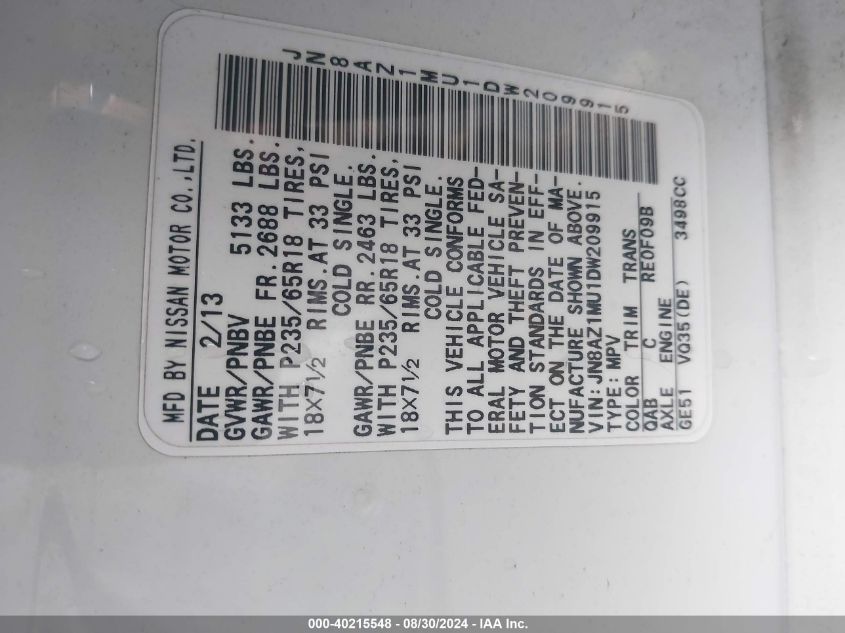 MFD BY NISSAN MOTOR CO.,LTD.
DATE 2/13
GVWR/PNBV 5133 LBS.
GAWR/PNBE FR.2688 LBS.
WITH P235/65R18 TIRES,
18X7½ RIMS.AT 33 PSI
COLD SINGLE.
GAWR/PNBE RR.2463 LBS.
WITH P235/65R18 TIRES,
18X7½ RIMS.AT 33 PSI
COLD SINGLE.
THIS VEHICLE CONFORMS
TO ALL APPLICABLE FED-
ERAL MOTOR VEHICLE SA-
FETY AND THEFT PREVEN-
TION STANDARDS IN EFF-
ECT ON THE DATE OF MA-
NUFACTURE SHOWN ABOVE.
VIN:JN8AZ1MU1DW209915
TYPE:MPV
COLOR TRIM TRANS
QAB C RE0F09B
AXLE ENGINE
GE51 VQ35(DE) 3498CC
JN8AZ1MU1DW209915
000-40215548 - 08/30/2024 - IAA Inc.